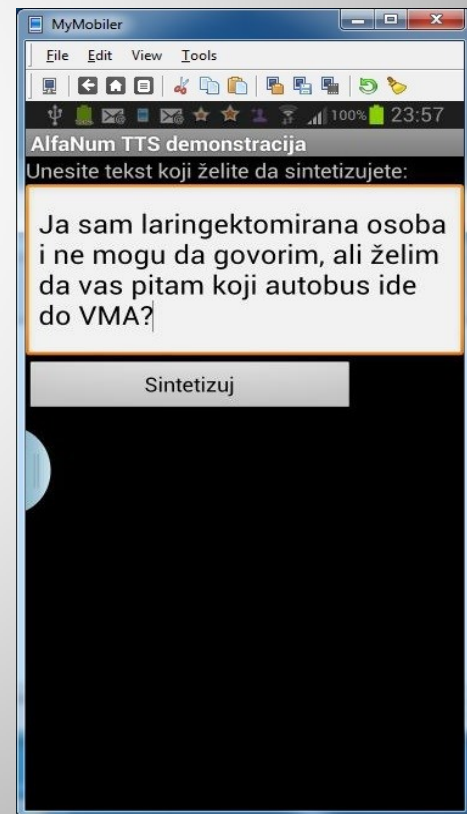 MyMobiler
File Edit View Tools
100% 23:57
AlfaNum TTS demonstracija
Unesite tekst koji želite da sintetizujete:
Ja sam laringektomirana osoba
i ne mogu da govorim, ali želim
da vas pitam koji autobus ide
do VMA?
Sintetizuj